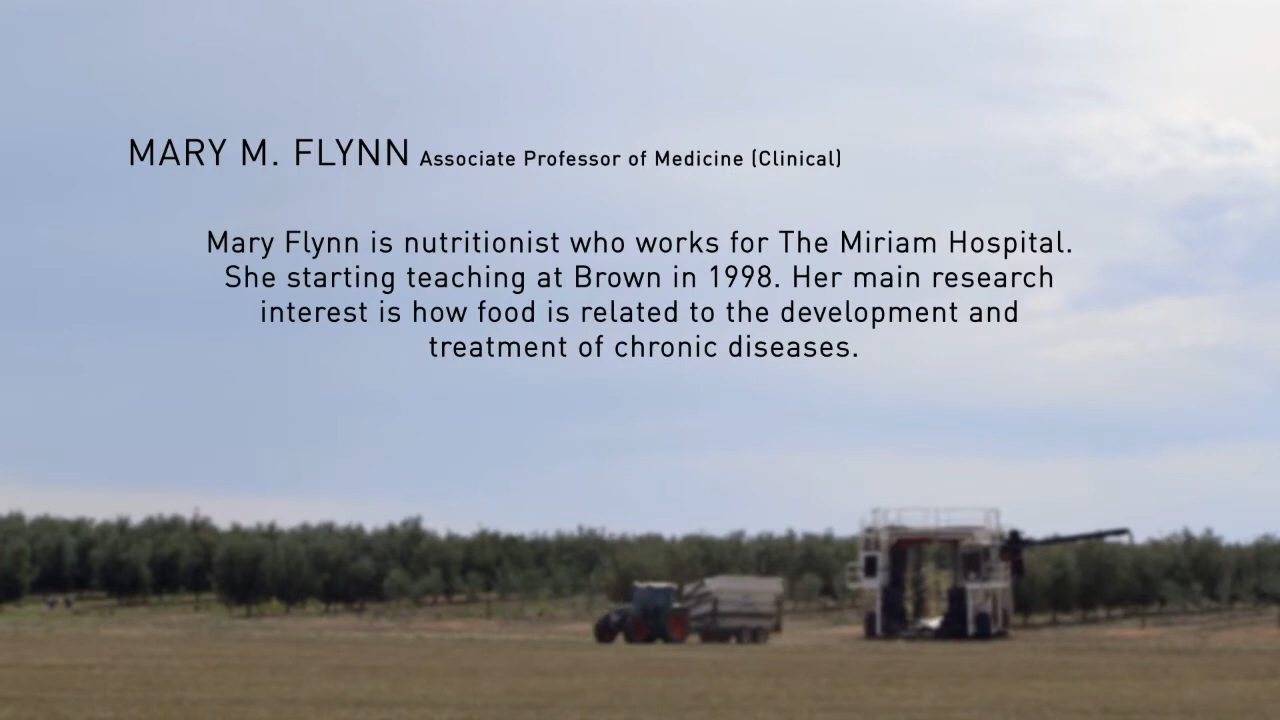 MARY M. FLYNN Associate Professor of Medicine (Clinical)
Mary Flynn is nutritionist who works for The Miriam Hospital.
She starting teaching at Brown in 1998. Her main research
interest is how food is related to the development and
treatment of chronic diseases.